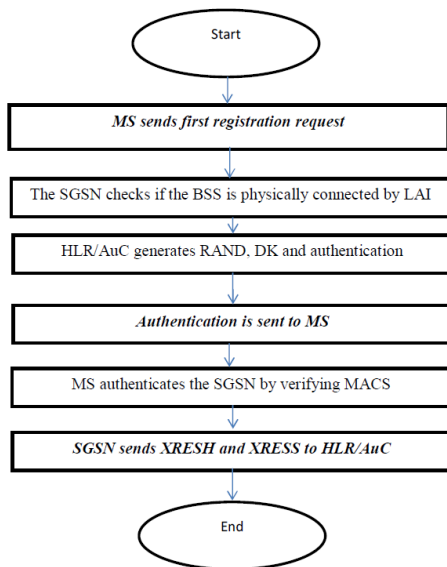 Start
MS sends first registration request
The SGSN checks if the BSS is physically connected by LAI
HLR/AuC generates RAND, DK and authentication
Authentication is sent to MS
MS authenticates the SGSN by verifying MACS
SGSN sends XRESH and XRESS to HLR/AuC
End